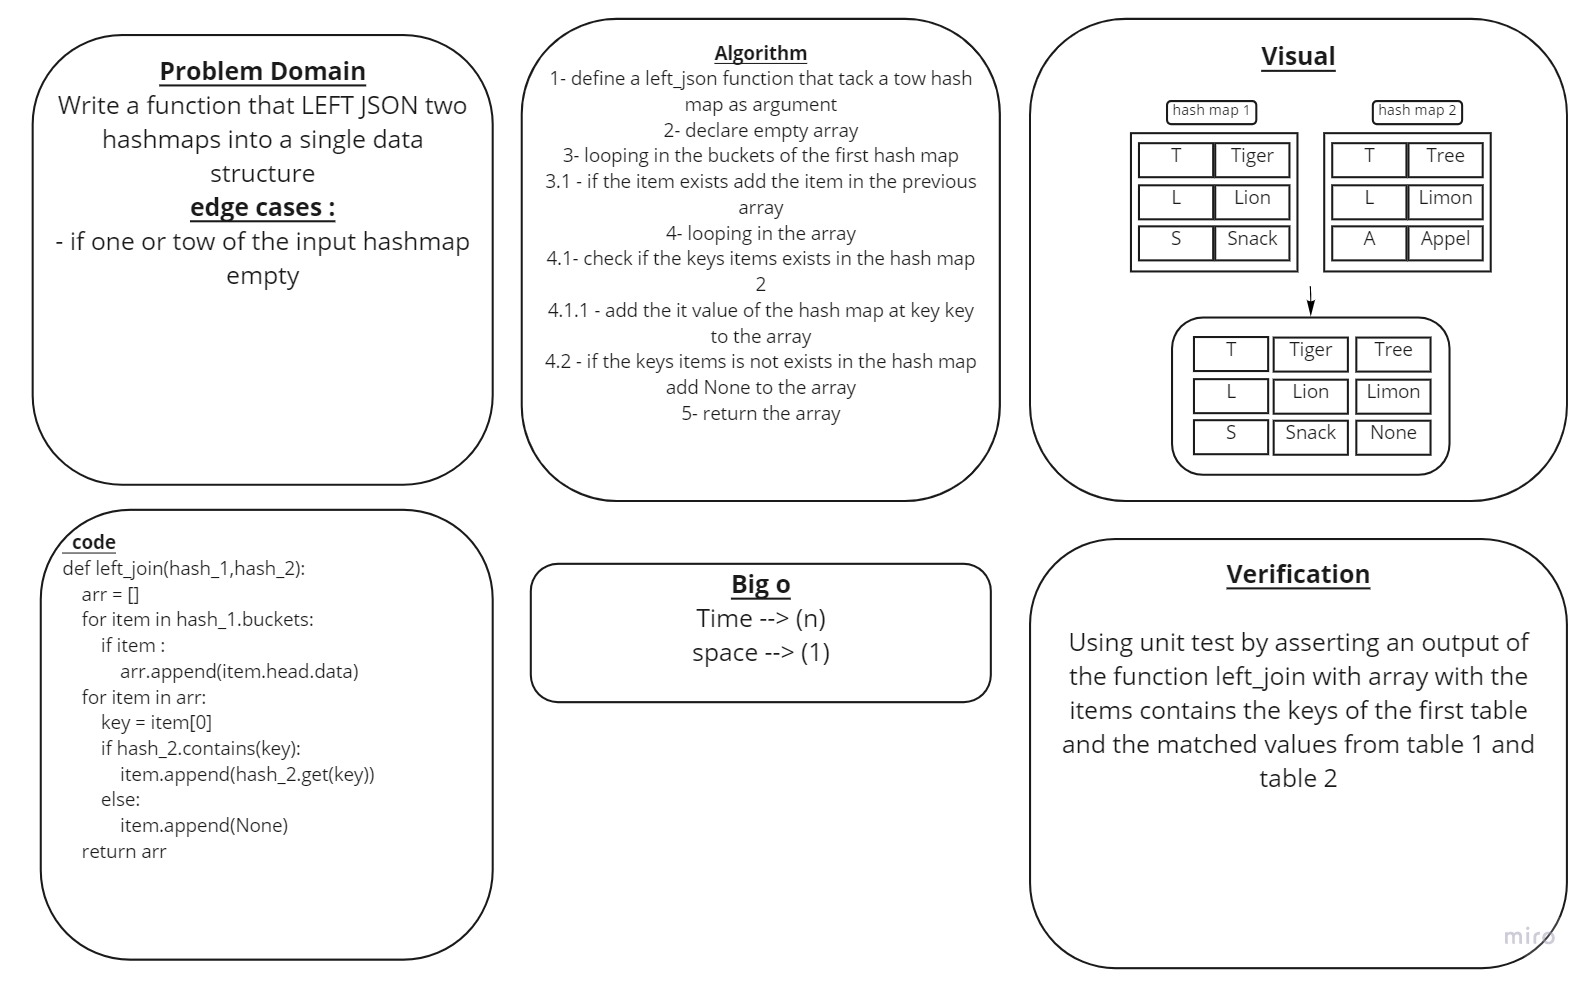 Problem Domain
Write a function that LEFT JSON two
hashmaps into a single data
structure
edge cases :
- if one or tow of the input hashmap
empty
Algorithm
1- define a left_json function that tack a tow hash
map as argument
2- declare empty array
3- looping in the buckets of the first hash map
3.1 - if the item exists add the item in the previous
array
4- looping in the array
4.1- check if the keys items exists in the hash map
2
4.1.1 - add the it value of the hash map at key key
to the array
4.2 - if the keys items is not exists in the hash map
add None to the array
5- return the array
Visual
hash map 1
T Tiger
L Lion
S Snack
hash map 2
T Tree
L Limon
A Appel
T Tiger Tree
L Lion Limon
S Snack None
code
def left_join(hash_1,hash_2):
arr = []
for item in hash_1.buckets:
if item :
arr.append(item.head.data)
for item in arr:
key = item[0]
if hash_2.contains(key):
item.append(hash_2.get(key))
else:
item.append(None)
return arr
Big o
Time --> (n)
space --> (1)
Verification
Using unit test by asserting an output of
the function left_join with array with the
items contains the keys of the first table
and the matched values from table 1 and
table 2
miro